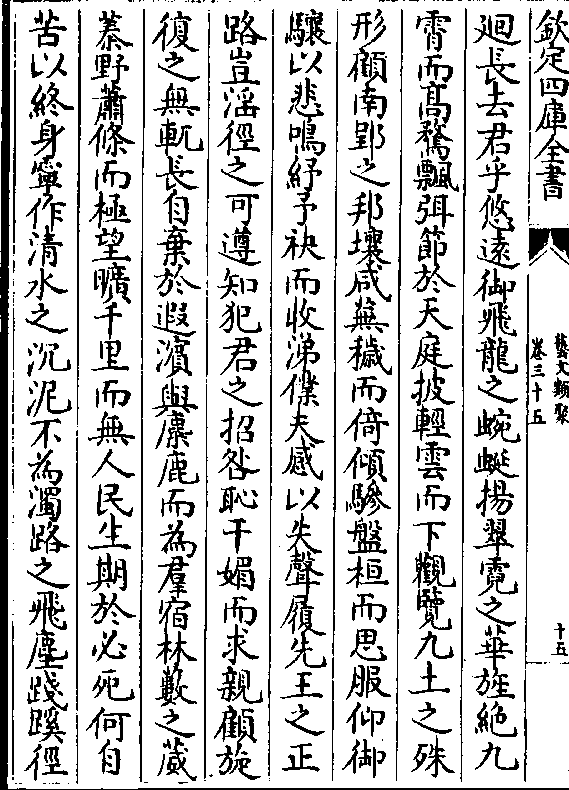 欽定四庫全書
藝文類聚
卷三十五
十五
廻長去君乎悠遠御飛龍之蜿蜒揚翠霓之華旌絶九
霄而髙騖飄弭節於天庭披輕雲而下觀覽九土之殊
形顧南郢之邦壤咸蕪穢而倚傾驂盤桓而思服仰御
驤以悲鳴紓予袂而收涕僕夫感以失聲履先王之正
路豈淫徑之可遵知犯君之招咎恥干媚而求親顧旋
復之無軏長自棄於遐濱與麋鹿而為羣宿林藪之葳
蓁野蕭條而極望曠千里而無人民生期於必死何自
苦以終身寧作清水之沉泥不為濁路之飛塵踐蹊徑